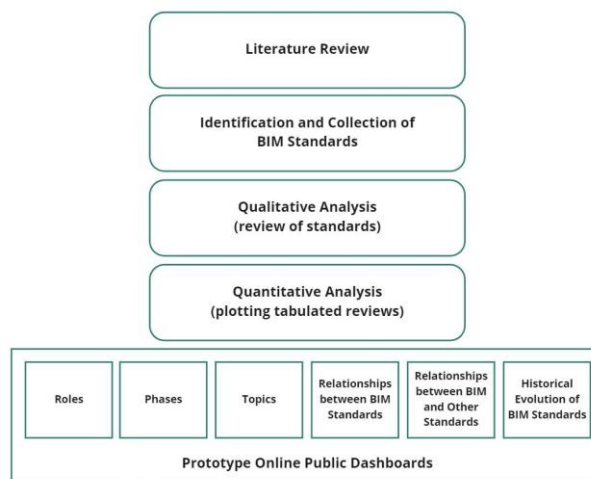 Literature Review
Identification and Collection of
BIM Standards
Qualitative Analysis
(review of standards)
Quantitative Analysis
(plotting tabulated reviews)
Roles
Phases
Topics
Relationships
between BIM
Standards
Relationships
between BIM
and Other
Standards
Historical
Evolution of
BIM Standards
Prototype Online Public Dashboards